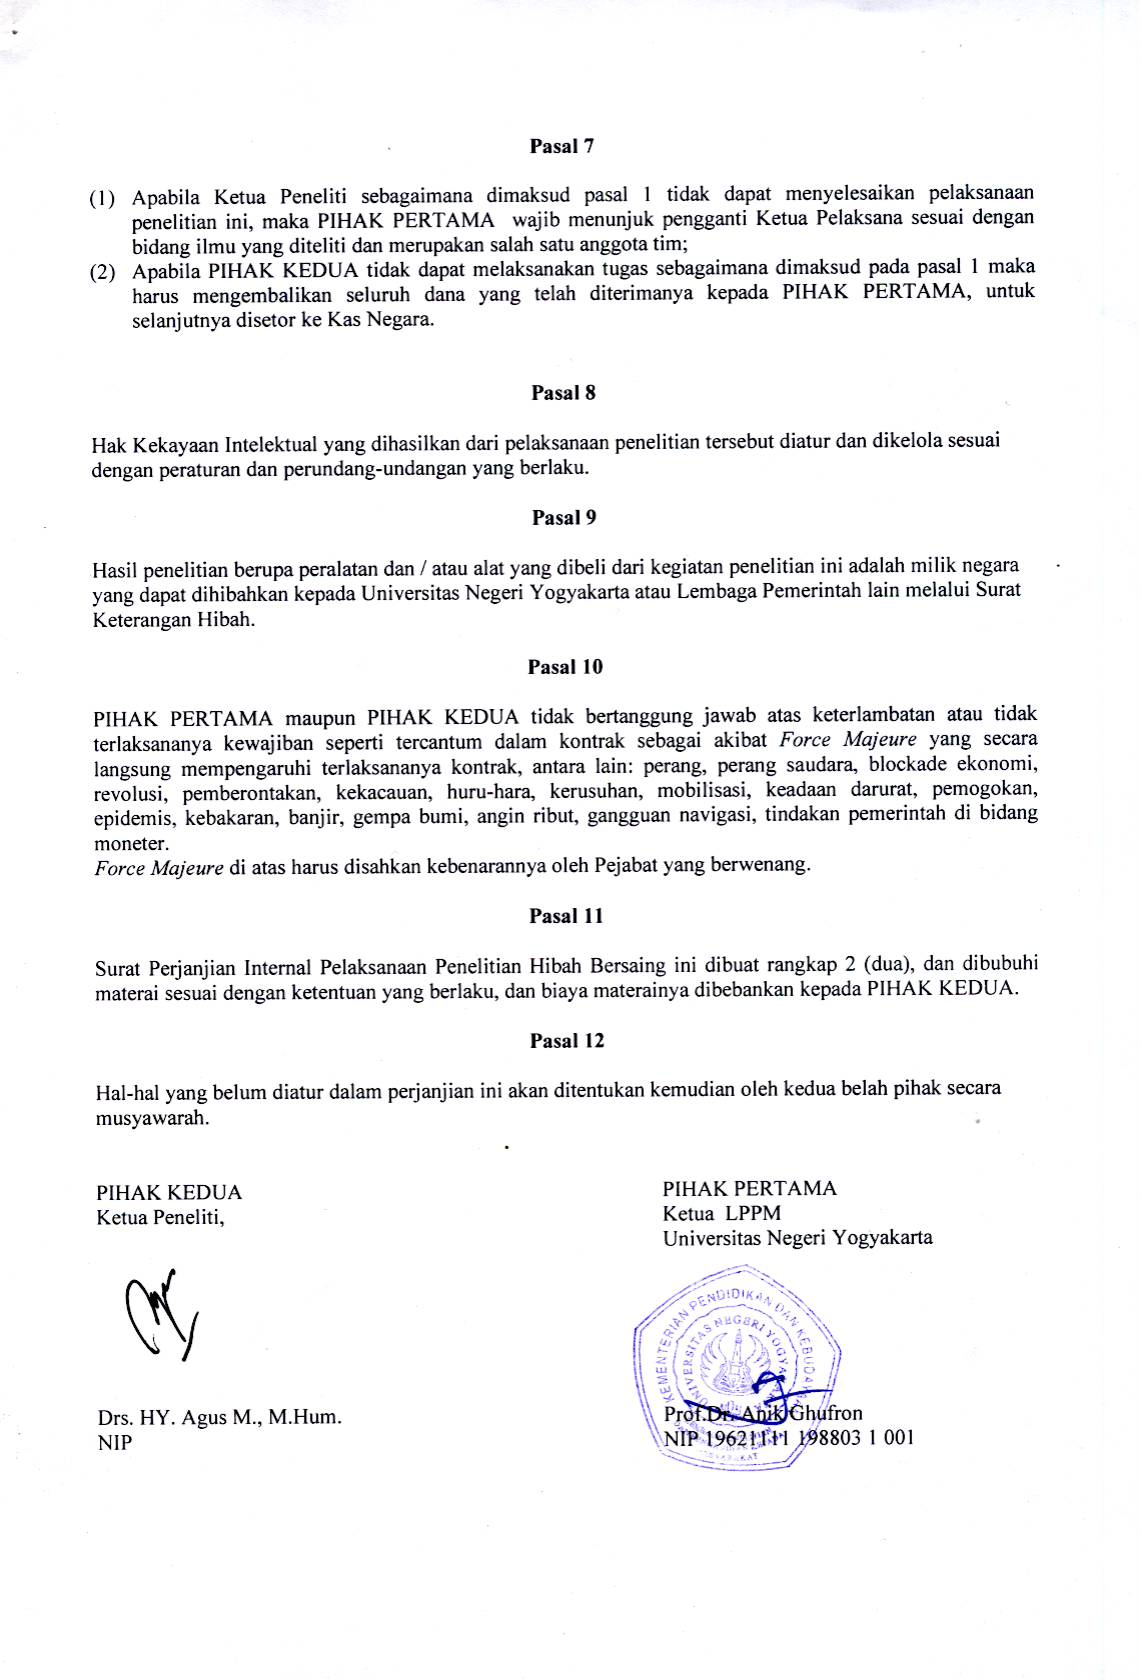 Pasal 7
(1) Apabila Ketua Peneliti sebagaimana dimaksud pasal 1 tidak dapat menyelesaikan pelaksanaan
penelitian ini, maka PIHAK PERTAMA wajib menunjuk pengganti Ketua Pelaksana sesuai dengan
bidang ilmu yang diteliti dan merupakan salah satu anggota tim;
(2) Apabila PIHAK KEDUA tidak dapat melaksanakan tugas sebagaimana dimaksud pada pasal 1 maka
harus mengembalikan seluruh dana yang telah diterimanya kepada PIHAK PERTAMA, untuk
selanjutnya disetor ke Kas Negara.
Pasal 8
Hak Kekayaan Intelektual yang dihasilkan dari pelaksanaan penelitian tersebut diatur dan dikelola sesuai
dengan peraturan dan perundang-undangan yang berlaku.
Pasal 9
Hasil penelitian berupa peralatan dan / atau alat yang dibeli dari kegiatan penelitian ini adalah milik negara
yang dapat dihibahkan kepada Universitas Negeri Yogyakarta atau Lembaga Pemerintah lain melalui Surat
Keterangan Hibah.
Pasal 10
PIHAK PERTAMA maupun PIHAK KEDUA tidak bertanggung jawab atas keterlambatan atau tidak
terlaksananya kewajiban seperti tercantum dalam kontrak sebagai akibat Force Majeure yang secara
langsung mempengaruhi terlaksananya kontrak, antara lain: perang, perang saudara, blockade ekonomi,
revolusi, pemberontakan, kekacauan, huru-hara, kerusuhan, mobilisasi, keadaan darurat, pemogokan,
epidemis, kebakaran, banjir, gempa bumi, angin ribut, gangguan navigasi, tindakan pemerintah di bidang
moneter.
Force Majeure di atas harus disahkan kebenarannya oleh Pejabat yang berwenang.
Pasal 11
Surat Perjanjian Internal Pelaksanaan Penelitian Hibah Bersaing ini dibuat rangkap 2 (dua), dan dibubuhi
materai sesuai dengan ketentuan yang berlaku, dan biaya materainya dibebankan kepada PIHAK KEDUA.
Pasal 12
Hal-hal yang belum diatur dalam perjanjian ini akan ditentukan kemudian oleh kedua belah pihak secara
musyawarah.
PIHAK KEDUA
Ketua Peneliti,
Drs. HY. Agus M., M.Hum.
NIP
PIHAK PERTAMA
Ketua LPPM
Universitas Negeri Yogyakarta
KEMENTERIAN PENDIDIKAN DAN
UNIVERSITAS NEGERI
Prof.Dr. Anik Ghufron
NIP 19621111 198803 1 001